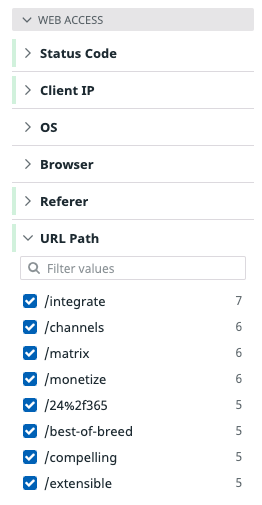 WEB ACCESS
Status Code
Client IP
OS
Browser
Referer
URL Path
Filter values
/integrate 7
/channels 6
/matrix 6
/monetize 6
/24%2f365 5
/best-of-breed 5
/compelling 5
/extensible 5